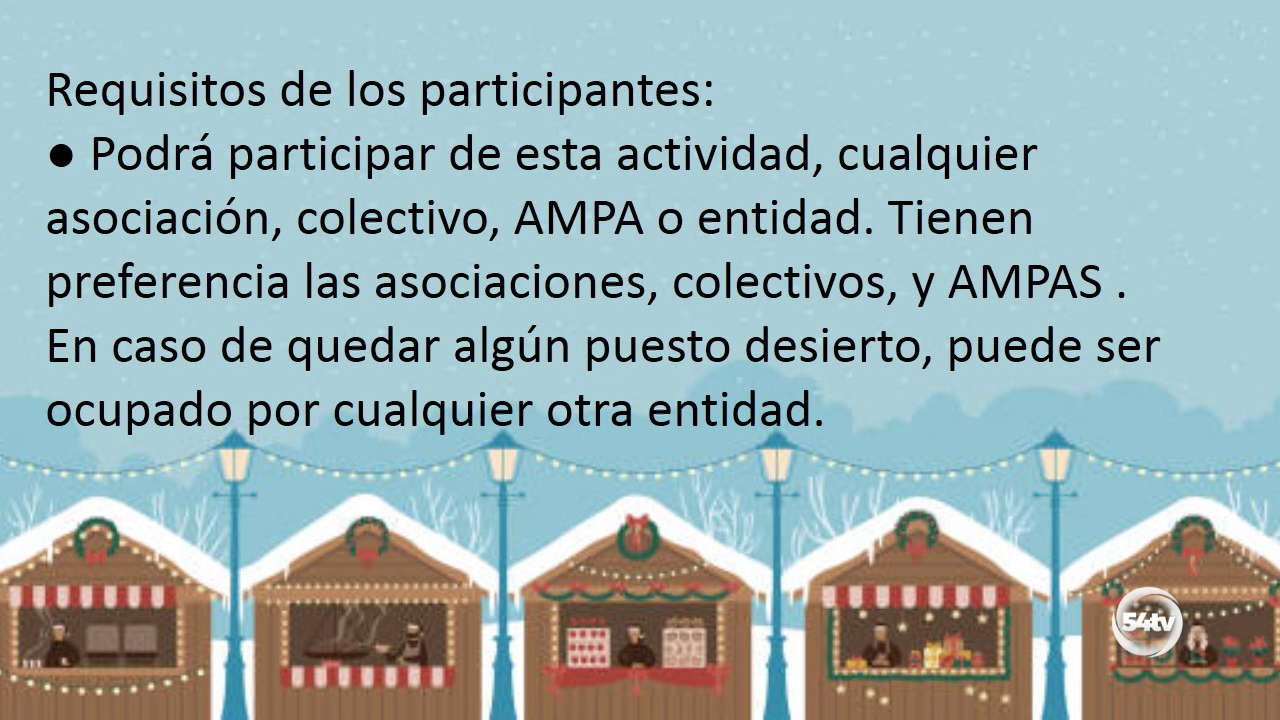 Requisitos de los participantes:
● Podrá participar de esta actividad, cualquier
asociación, colectivo, AMPA o entidad. Tienen
preferencia las asociaciones, colectivos, y AMPAS .
En caso de quedar algún puesto desierto, puede ser
ocupado por cualquier otra entidad.
54tv